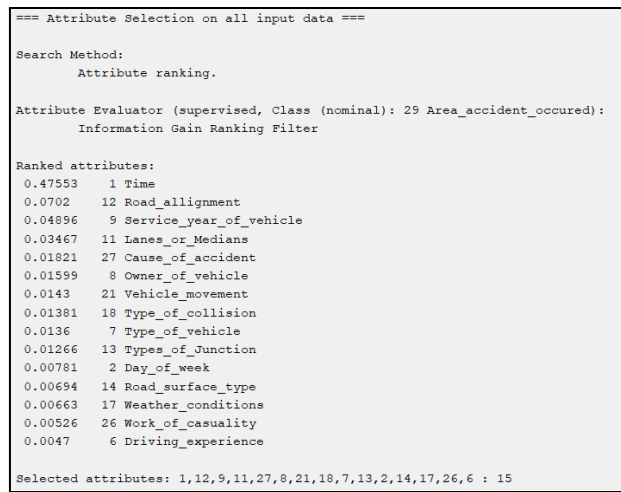 === Attribute Selection on all input data ===
Search Method:
Attribute ranking.
Attribute Evaluator (supervised, Class (nominal): 29 Area_accident_occured):
Information Gain Ranking Filter
Ranked attributes:
0.47553 1 Time
0.0702 12 Road_allignment
0.04896 9 Service_year_of_vehicle
0.03467 11 Lanes_or_Medians
0.01821 27 Cause_of_accident
0.01599 8 Owner_of_vehicle
0.0143 21 Vehicle_movement
0.01381 18 Type_of_collision
0.0136 7 Type_of_vehicle
0.01266 13 Types_of_Junction
0.00781 2 Day_of_week
0.00694 14 Road_surface_type
0.00663 17 Weather_conditions
0.00526 26 Work_of_casuality
0.0047 6 Driving_experience
Selected attributes: 1,12,9,11,27,8,21,18,7,13,2,14,17,26,6 : 15